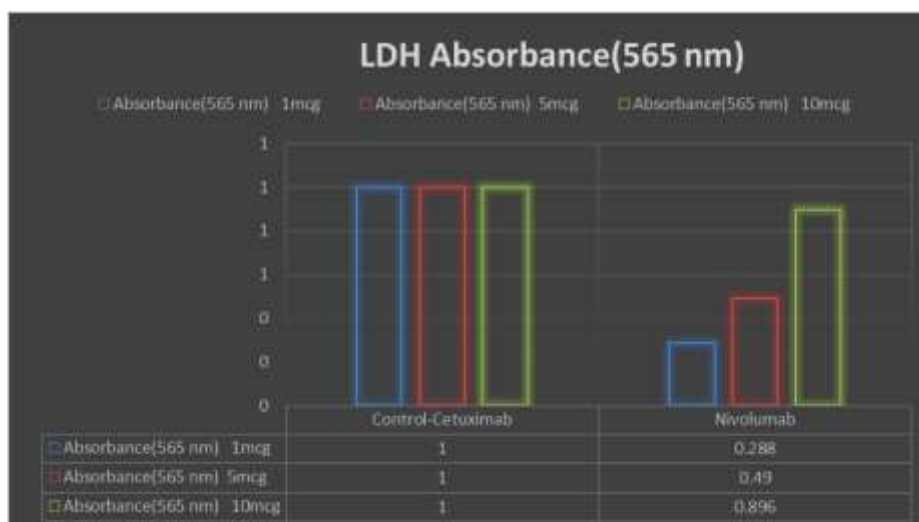 LDH Absorbance(565 nm)
Absorbance(565 nm) 1mcg Absorbance(565 nm) 5mcg Absorbance(565 nm) 10mcg
1
1
1
1
0
0
0
Control-Cetuximab Nivolumab
Absorbance(565 nm) 1mcg 1 0.288
Absorbance(565 nm) 5mcg 1 0.49
Absorbance(565 nm) 10mcg 1 0.896